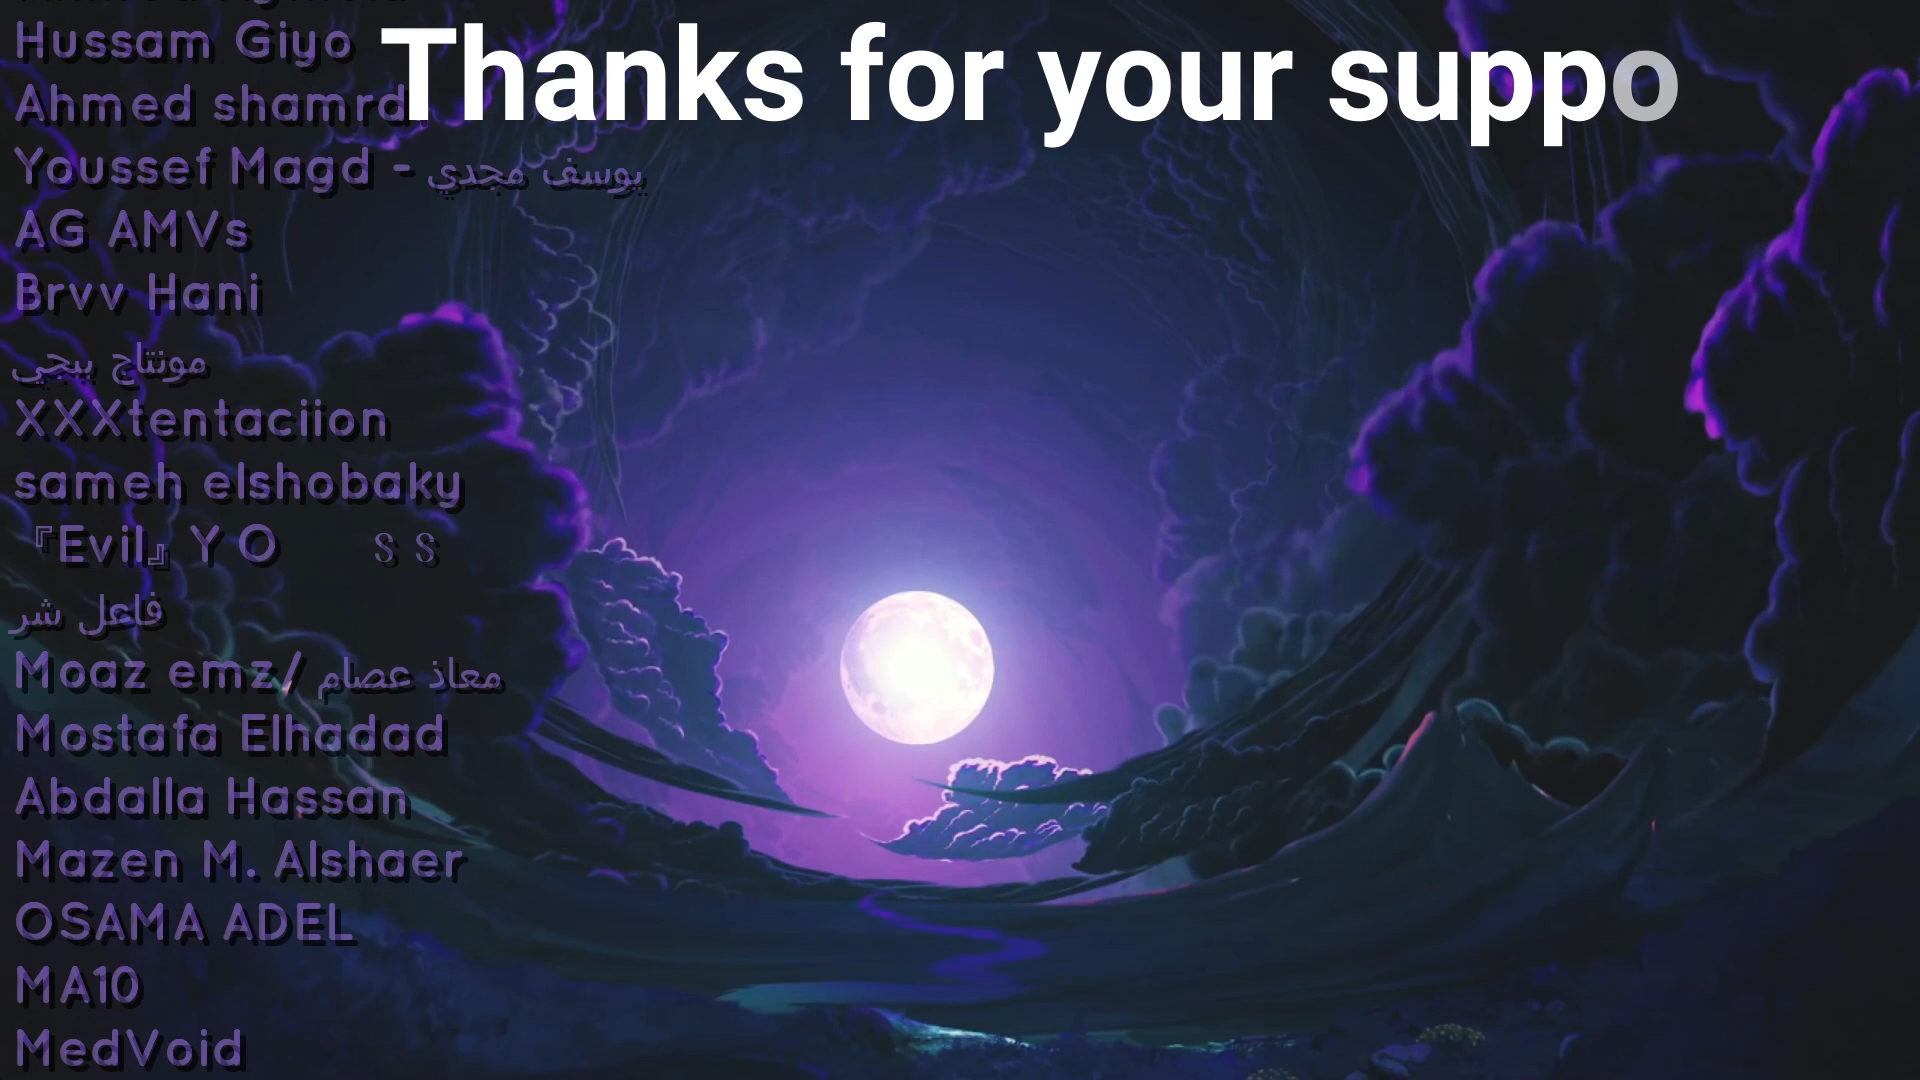 Thanks for your suppo
Hussam Giyo
Ahmed shamrd
Youssef Magd - يوسف مجدي
AG AMVs
Brvv Hani
مونتاج ببجي
XXXtentaciion
sameh elshobaky
『Evil』 Y O S S
فاعل شر
Moaz emz/ معاذ عصام
Mostafa Elhadad
Abdalla Hassan
Mazen M. Alshaer
OSAMA ADEL
MA10
MedVoid